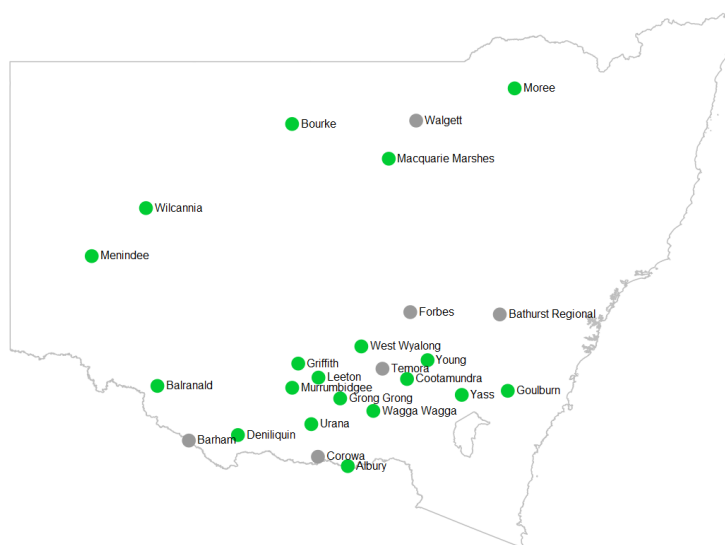 Moree
Walgett
Bourke
Macquarie Marshes
Wilcannia
Menindee
Forbes
Bathurst Regional
West Wyalong
Young
Griffith
Temora
Leeton
Cootamundra
Balranald
Murrumbidgee
Goulburn
Yass
Grong Grong
Wagga Wagga
Urana
Deniliquin
Barham
Corowa
Albury